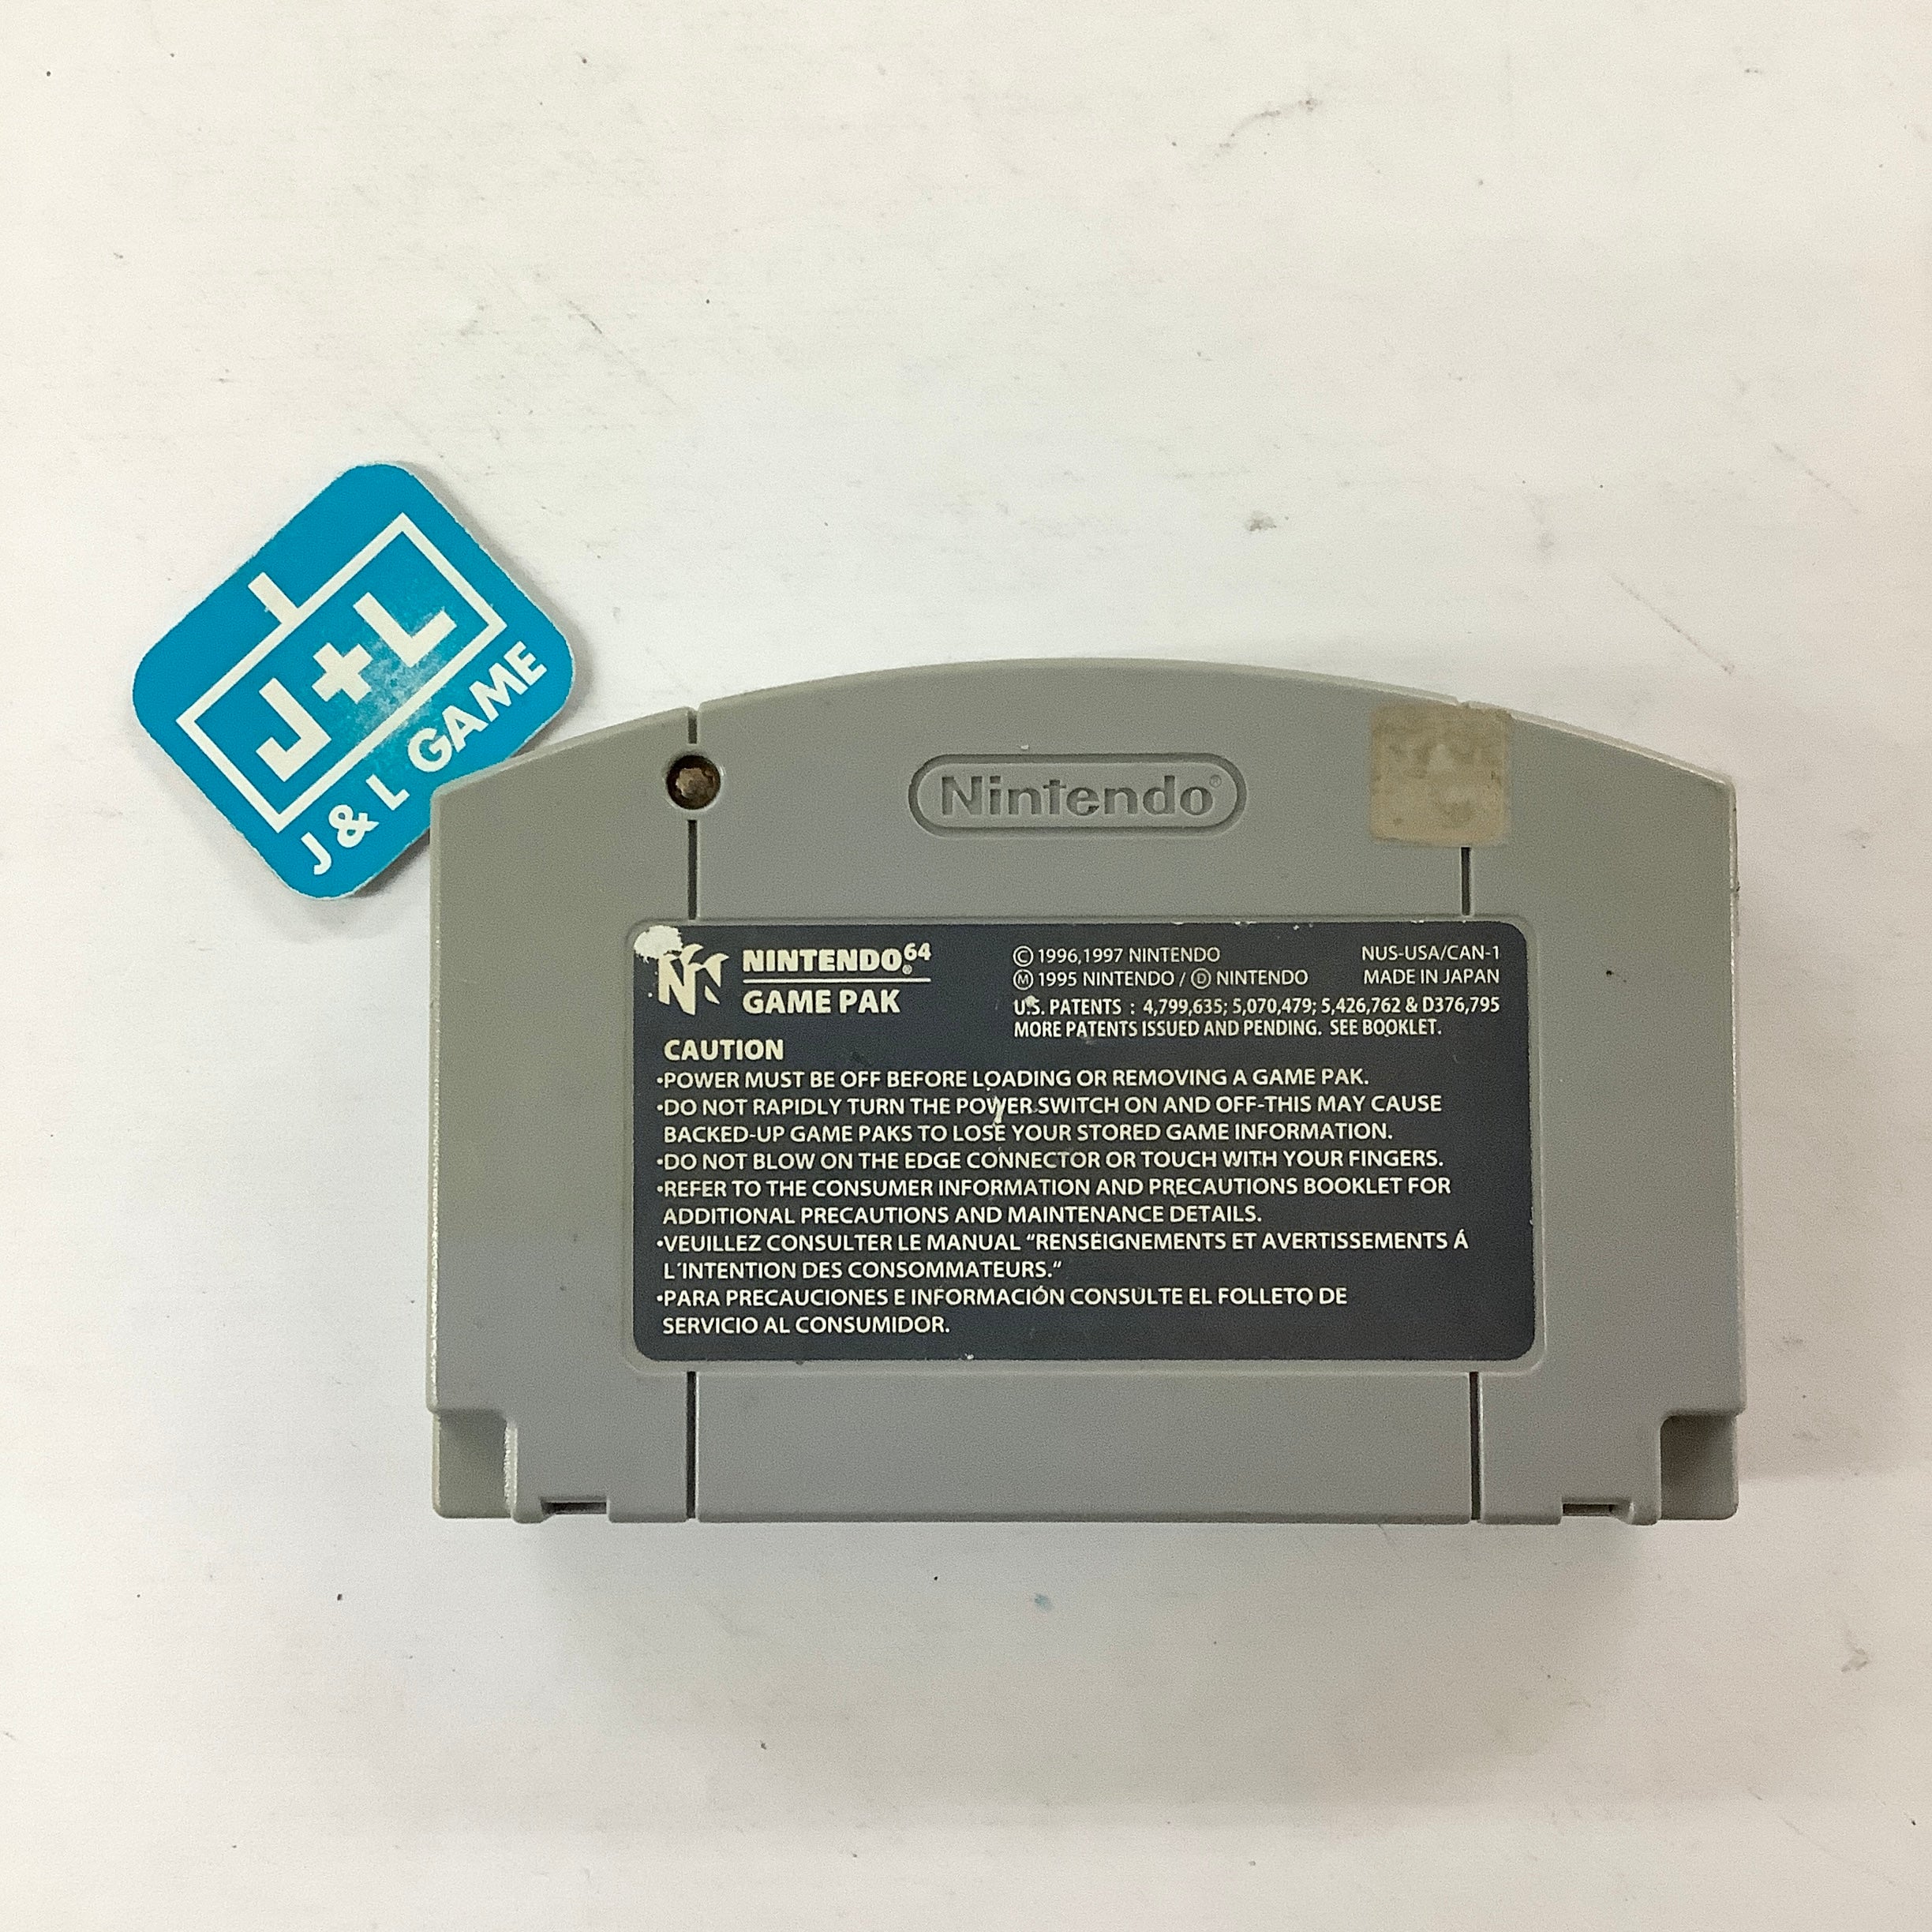 J+L
J & L GAME
Nintendo®
NINTENDO64®
GAME PAK
© 1996,1997 NINTENDO
Ⓜ 1995 NINTENDO / Ⓓ NINTENDO
NUS-USA/CAN-1
MADE IN JAPAN
U.S. PATENTS : 4,799,635; 5,070,479; 5,426,762 & D376,795
MORE PATENTS ISSUED AND PENDING. SEE BOOKLET.
CAUTION
•POWER MUST BE OFF BEFORE LOADING OR REMOVING A GAME PAK.
•DO NOT RAPIDLY TURN THE POWER SWITCH ON AND OFF-THIS MAY CAUSE
BACKED-UP GAME PAKS TO LOSE YOUR STORED GAME INFORMATION.
•DO NOT BLOW ON THE EDGE CONNECTOR OR TOUCH WITH YOUR FINGERS.
•REFER TO THE CONSUMER INFORMATION AND PRECAUTIONS BOOKLET FOR
ADDITIONAL PRECAUTIONS AND MAINTENANCE DETAILS.
•VEUILLEZ CONSULTER LE MANUAL “RENSEIGNEMENTS ET AVERTISSEMENTS Á
L´INTENTION DES CONSOMMATEURS.“
•PARA PRECAUCIONES E INFORMACIÓN CONSULTE EL FOLLETO DE
SERVICIO AL CONSUMIDOR.